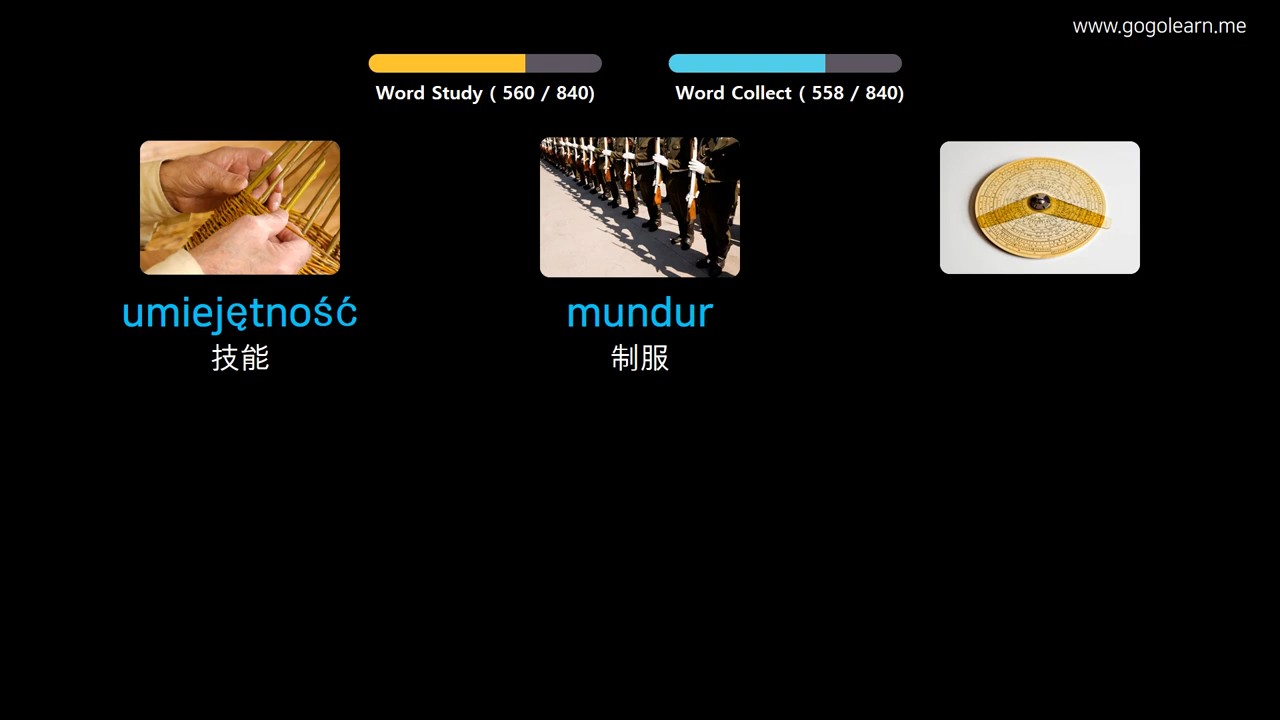 www.gogolearn.me
Word Study ( 560 / 840)
Word Collect ( 558 / 840)
umiejętność
技能
mundur
制服